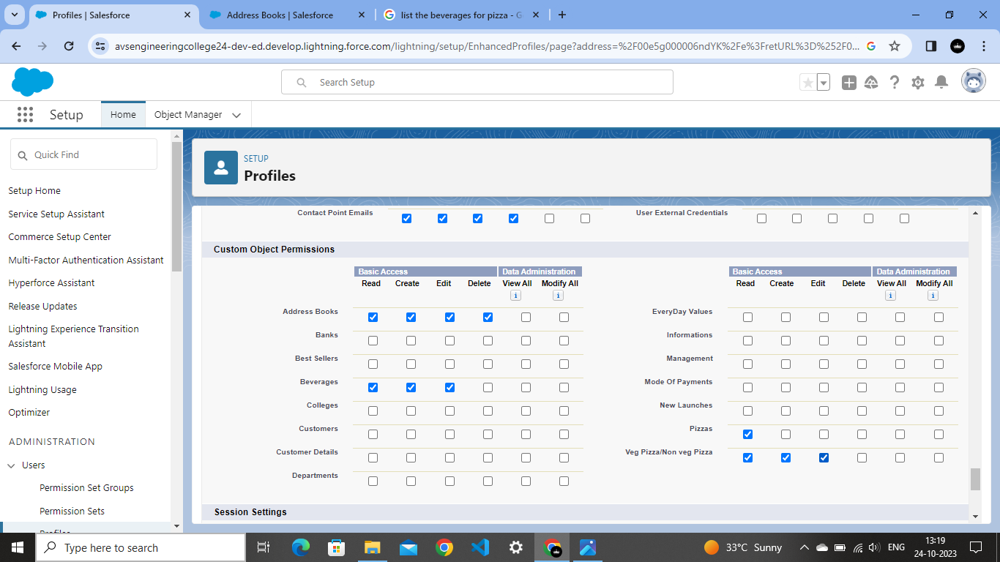 Profiles | Salesforce
Address Books | Salesforce
list the beverages for pizza - G
avsengineeringcollege24-dev-ed.develop.lightning.force.com/lightning/setup/EnhancedProfiles/page?address=%2F00e5g000006ndYK%2Fe%3FretURL%3D%252F0...
Search Setup
Setup
Home
Object Manager
Quick Find
Setup Home
Service Setup Assistant
Commerce Setup Center
Multi-Factor Authentication Assistant
Hyperforce Assistant
Release Updates
Lightning Experience Transition
Assistant
Salesforce Mobile App
Lightning Usage
Optimizer
ADMINISTRATION
Users
Permission Set Groups
Permission Sets
Profiles
SETUP
Profiles
Contact Point Emails
User External Credentials
Custom Object Permissions
Basic Access Data Administration
Read Create Edit Delete View All Modify All
Address Books
Banks
Best Sellers
Beverages
Colleges
Customers
Customer Details
Departments
Basic Access Data Administration
Read Create Edit Delete View All Modify All
EveryDay Values
Informations
Management
Mode Of Payments
New Launches
Pizzas
Veg Pizza/Non veg Pizza
Session Settings
Type here to search
33°C Sunny
ENG
13:19
24-10-2023